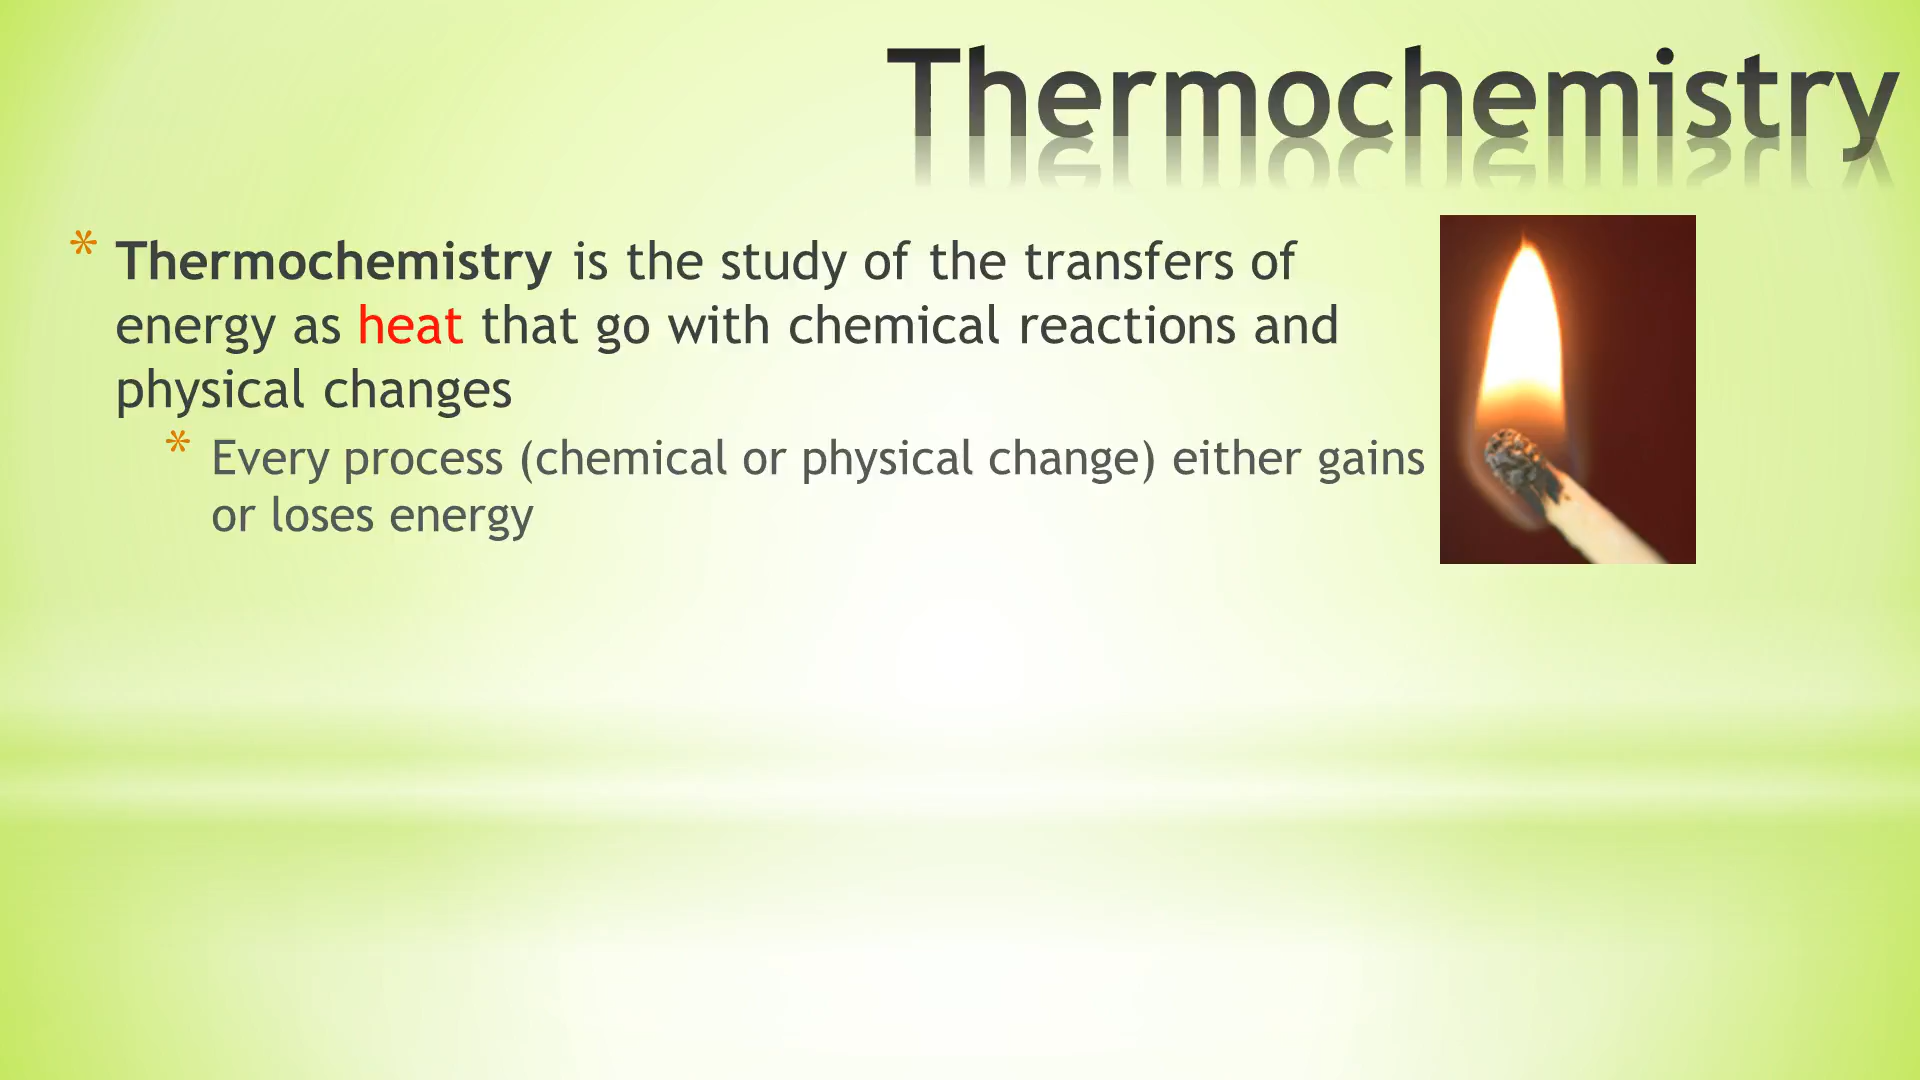 Thermochemistry
* Thermochemistry is the study of the transfers of
energy as heat that go with chemical reactions and
physical changes
* Every process (chemical or physical change) either gains
or loses energy